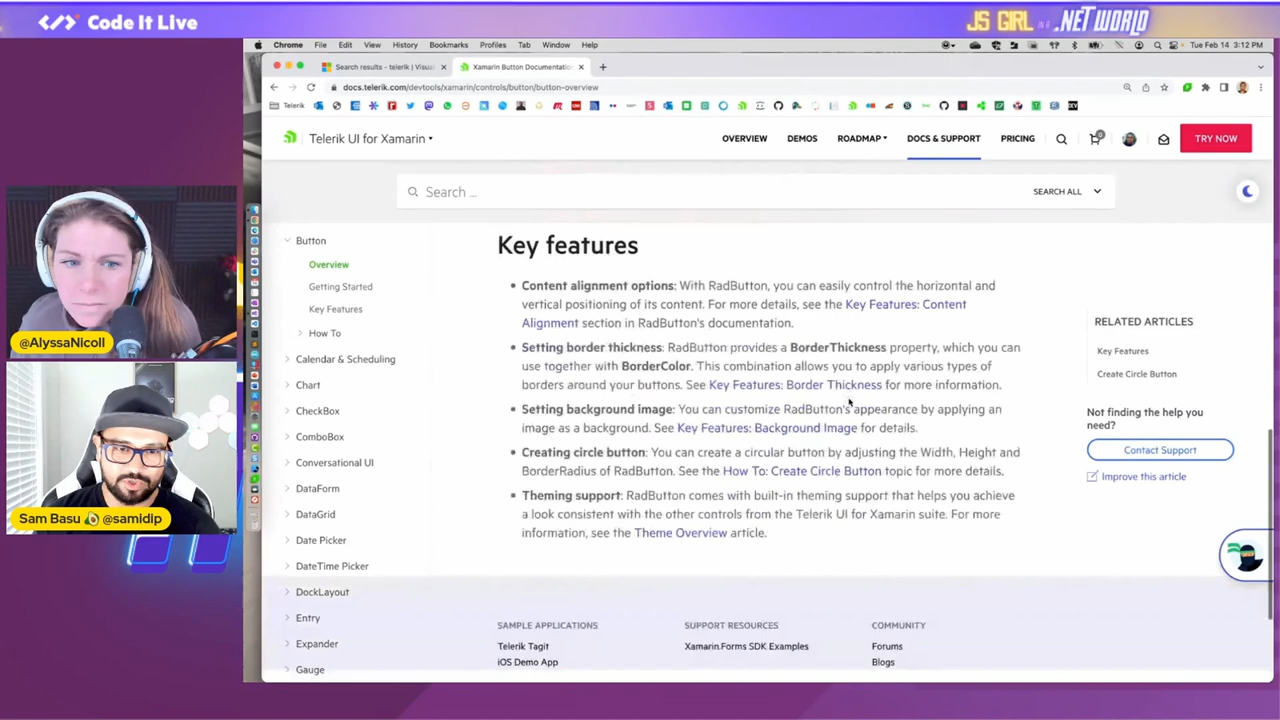 </> Code It Live
JS GIRL IN A .NET WORLD
Chrome File Edit View History Bookmarks Profiles Tab Window Help
Tue Feb 14 3:12 PM
Search results - telerik | Visual
Xamarin Button Documentation
docs.telerik.com/devtools/xamarin/controls/button/button-overview
Telerik
Telerik UI for Xamarin
OVERVIEW DEMOS ROADMAP DOCS & SUPPORT PRICING
0
TRY NOW
Search ...
SEARCH ALL
Button
Overview
Getting Started
Key Features
How To
Calendar & Scheduling
Chart
CheckBox
ComboBox
Conversational UI
DataForm
DataGrid
Date Picker
DateTime Picker
DockLayout
Entry
Expander
Gauge
Key features
• Content alignment options: With RadButton, you can easily control the horizontal and
vertical positioning of its content. For more details, see the Key Features: Content
Alignment section in RadButton's documentation.
• Setting border thickness: RadButton provides a BorderThickness property, which you can
use together with BorderColor. This combination allows you to apply various types of
borders around your buttons. See Key Features: Border Thickness for more information.
• Setting background image: You can customize RadButton's appearance by applying an
image as a background. See Key Features: Background Image for details.
• Creating circle button: You can create a circular button by adjusting the Width, Height and
BorderRadius of RadButton. See the How To: Create Circle Button topic for more details.
• Theming support: RadButton comes with built-in theming support that helps you achieve
a look consistent with the other controls from the Telerik UI for Xamarin suite. For more
information, see the Theme Overview article.
RELATED ARTICLES
Key Features
Create Circle Button
Not finding the help you
need?
Contact Support
Improve this article
SAMPLE APPLICATIONS
Telerik Tagit
iOS Demo App
SUPPORT RESOURCES
Xamarin.Forms SDK Examples
COMMUNITY
Forums
Blogs
@AlyssaNicoll
Sam Basu 🥑 @samidip